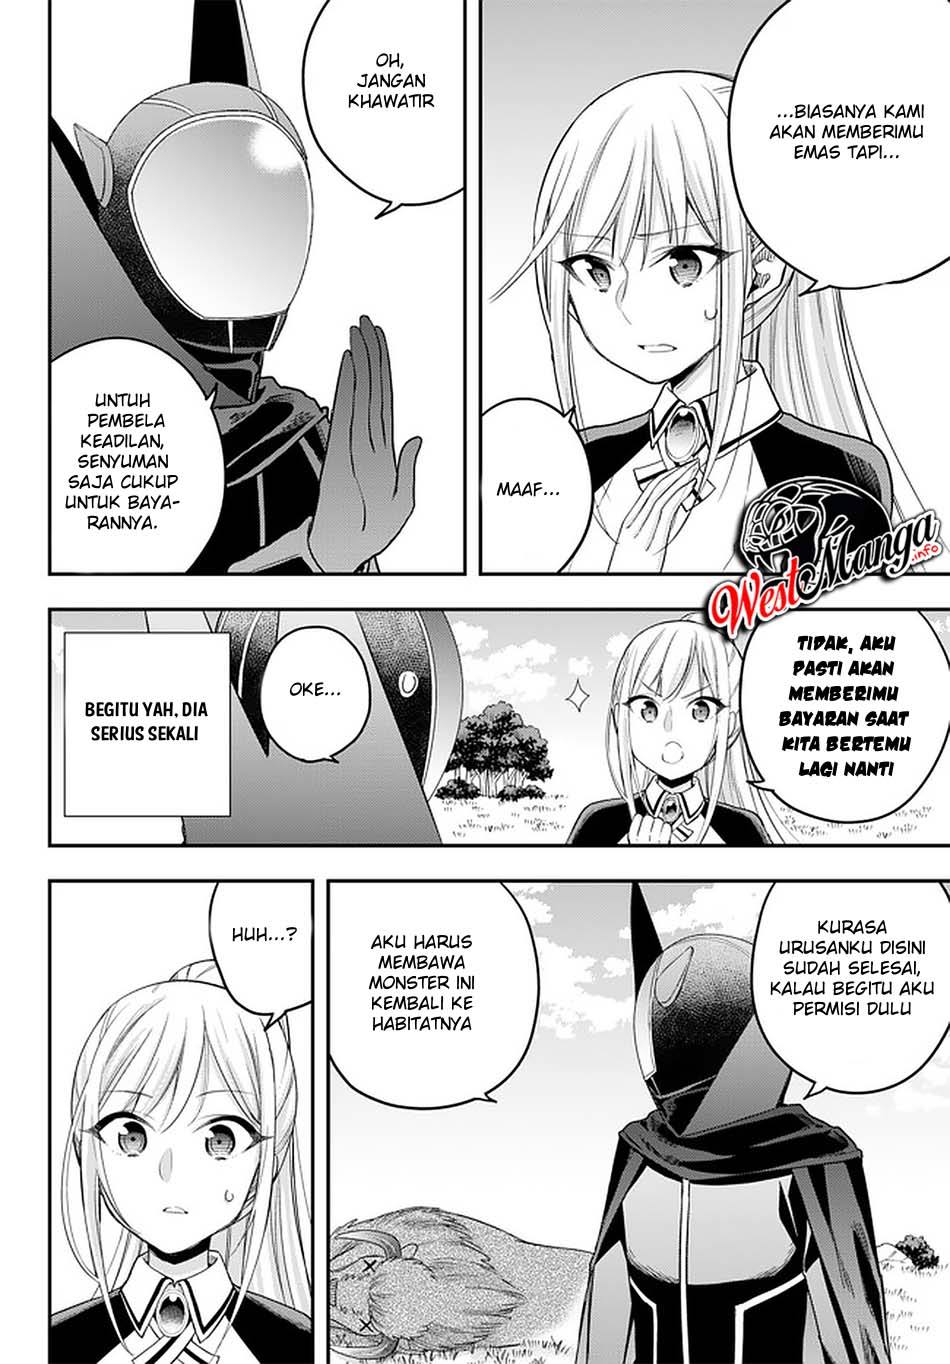 ...BIASANYA KAMI
AKAN MEMBERIMU
EMAS TAPI...
MAAF...
OH,
JANGAN
KHAWATIR
UNTUH
PEMBELA
KEADILAN,
SENYUMAN
SAJA CUKUP
UNTUK BAYA-
RANNYA.
WestManga
.info
TIDAK, AKU
PASTI AKAN
MEMBERIMU
BAYARAN SAAT
KITA BERTEMU
LAGI NANTI
OKE...
BEGITU YAH, DIA
SERIUS SEKALI
KURASA
URUSANKU DISINI
SUDAH SELESAI,
KALAU BEGITU AKU
PERMISI DULU
AKU HARUS
MEMBAWA
MONSTER INI
KEMBALI KE
HABITATNYA
HUH...?